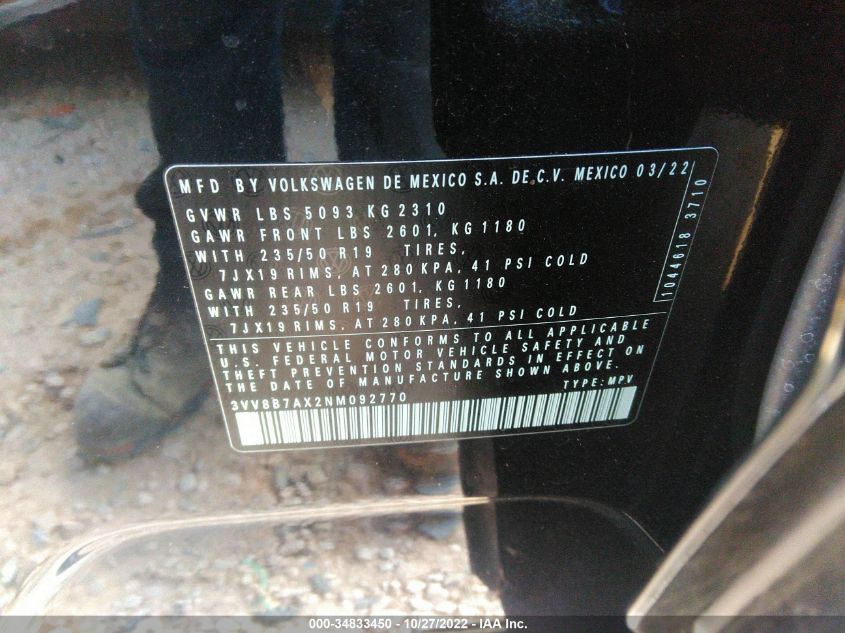 MFD BY VOLKSWAGEN DE MEXICO S.A. DE.C.V. MEXICO 03/22
GVWR LBS 5093 KG 2310
GAWR FRONT LBS 2601, KG 1180
WITH 235/50 R19 TIRES,
7JX19 RIMS, AT 280 KPA, 41 PSI COLD
GAWR REAR LBS 2601, KG 1180
WITH 235/50 R19 TIRES,
7JX19 RIMS, AT 280 KPA, 41 PSI COLD
1044618 3710
THIS VEHICLE CONFORMS TO ALL APPLICABLE
U.S. FEDERAL MOTOR VEHICLE SAFETY AND
THEFT PREVENTION STANDARDS IN EFFECT ON
THE DATE OF MANUFACTURE SHOWN ABOVE.
3VV8B7AX2NM092770 TYPE: MPV
000-34833450 - 10/27/2022 - IAA Inc.